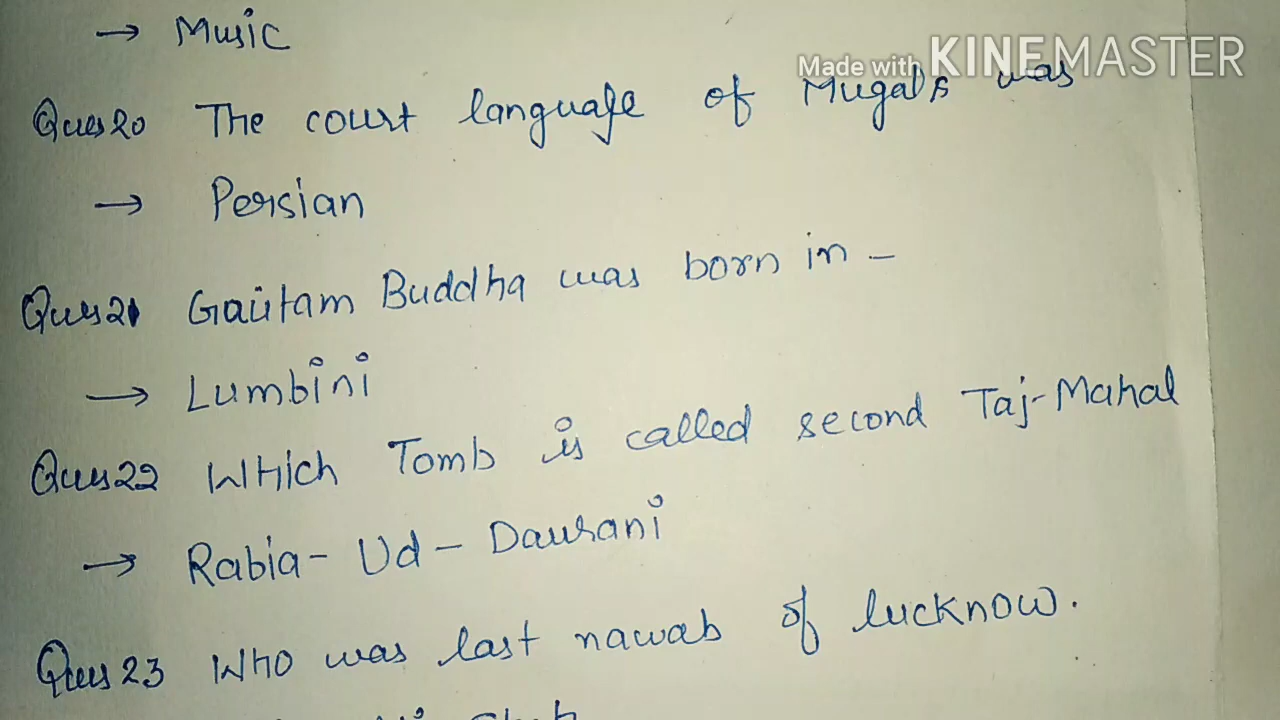 → Music
Made with KINEMASTER
Ques20 The court language of Mugals was
→ Persian
Ques21 Gautam Buddha was born in –
→ Lumbini
Ques22 Which Tomb is called second Taj-Mahal
→ Rabia-Ud-Daurani
Ques23 Who was last nawab of lucknow.